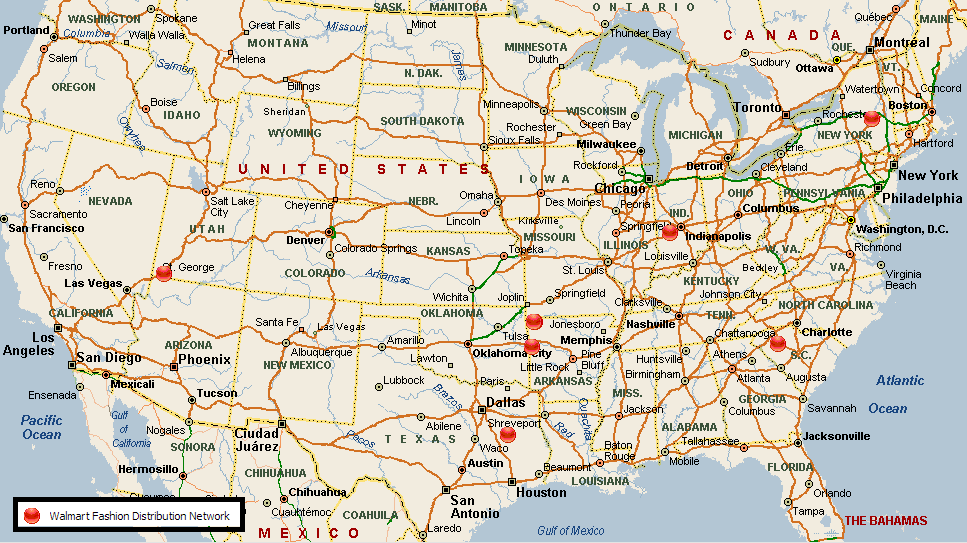 SASK.
MANITOBA
ONTARIO
Québec
MAINE
WASHINGTON
Spokane
Great Falls
Missouri
Minot
Thunder Bay
CANADA
Portland
Columbia
Walla Walla
MONTANA
Helena
MINNESOTA
Duluth
QUE.
Montréal
Salem
Salmon
N. DAK.
James
Sudbury
Ottawa
VT.
OREGON
Billings
Minneapolis
WISCONSIN
Green Bay
Watertown
Concord
Boise
IDAHO
Sheridan
SOUTH DAKOTA
Toronto
Rochester
Boston
Owyhee
WYOMING
Rochester
Sioux Falls
Milwaukee
MICHIGAN
NEW YORK
Hartford
UNITED STATES
Rockford
Detroit
Erie
Cleveland
New York
Reno
NEVADA
Salt Lake
City
Cheyenne
NEBR.
Omaha
IOWA
Des Moines
Chicago
OHIO
PENNSYLVANIA
Philadelphia
Sacramento
San Francisco
UTAH
Lincoln
Kirksville
Peoria
IND.
Columbus
Denver
Colorado Springs
KANSAS
Topeka
MISSOURI
Springfield
ILLINOIS
Indianapolis
Washington, D.C.
Fresno
St. George
COLORADO
Arkansas
St. Louis
Louisville
W. VA.
Beckley
VA.
Richmond
Virginia
Beach
Las Vegas
Wichita
Joplin
Springfield
KENTUCKY
Johnson City
CALIFORNIA
Santa Fe
Las Vegas
OKLAHOMA
Tulsa
Jonesboro
Clarksville
Nashville
TENN.
NORTH CAROLINA
Los
Angeles
ARIZONA
Albuquerque
Amarillo
Oklahoma City
Memphis
Chattanooga
Charlotte
San Diego
Phoenix
NEW MEXICO
Lawton
Little Rock
Pine
Bluff
Huntsville
Athens
S.C.
Mexicali
Lubbock
Paris
ARKANSAS
Birmingham
Atlanta
Augusta
Atlantic
Ocean
Ensenada
Tucson
Brazos
Dallas
MISS.
GEORGIA
Columbus
Savannah
Pacific
Ocean
Gulf
of
California
Nogales
Ciudad
Juárez
Pecos
TEXAS
Abilene
Shreveport
Waco
Red
Ouachita
Jackson
ALABAMA
Tallahassee
Jacksonville
SONORA
Hermosillo
CHIHUAHUA
Austin
Beaumont
Baton
Rouge
Mobile
LOUISIANA
FLORIDA
Chihuahua
San
Antonio
Houston
Orlando
Cuauhtémoc
COAHUILA
Tampa
Walmart Fashion Distribution Network
MEXICO
Laredo
Gulf of Mexico
THE BAHAMAS